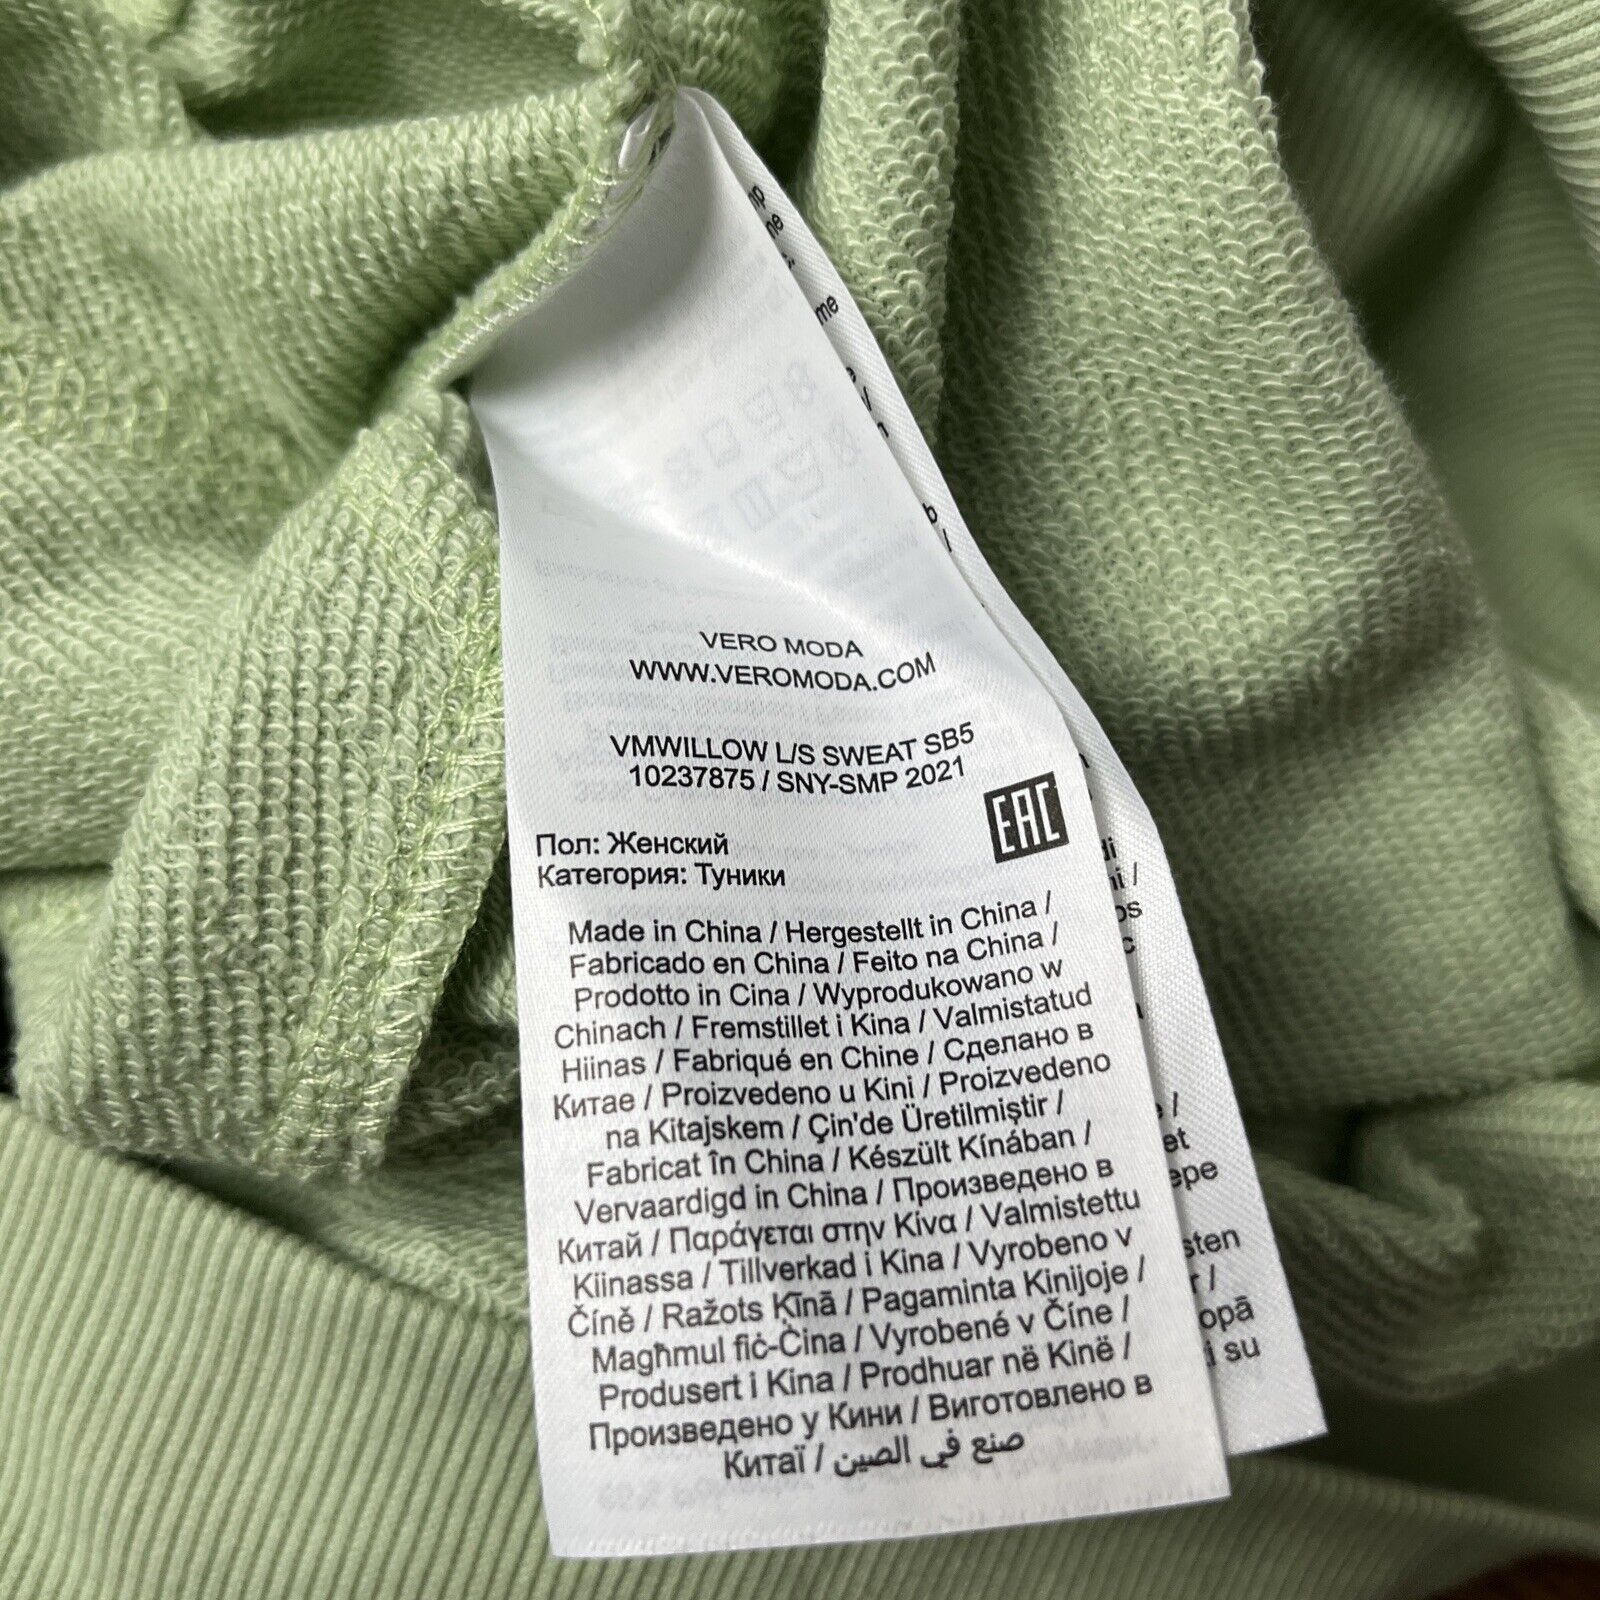 VERO MODA
WWW.VEROMODA.COM
VMWILLOW L/S SWEAT SB5
10237875 / SNY-SMP 2021
EAC
Пол: Женский
Категория: Туники
Made in China / Hergestellt in China /
Fabricado en China / Feito na China /
Prodotto in Cina / Wyprodukowano w
Chinach / Fremstillet i Kina / Valmistatud
Hiinas / Fabriqué en Chine / Сделано в
Китае / Proizvedeno u Kini / Proizvedeno
na Kitajskem / Çin'de Üretilmiştir /
Fabricat în China / Készült Kínában /
Vervaardigd in China / Произведено в
Китай / Παράγεται στην Κίνα / Valmistettu
Kiinassa / Tillverkad i Kina / Vyrobeno v
Číně / Ražots Ķīnā / Pagaminta Kinijoje /
Magħmul fiċ-Ċina / Vyrobené v Číne /
Produsert i Kina / Prodhuar në Kinë /
Произведено у Кини / Виготовлено в
Китаї / صنع في الصين